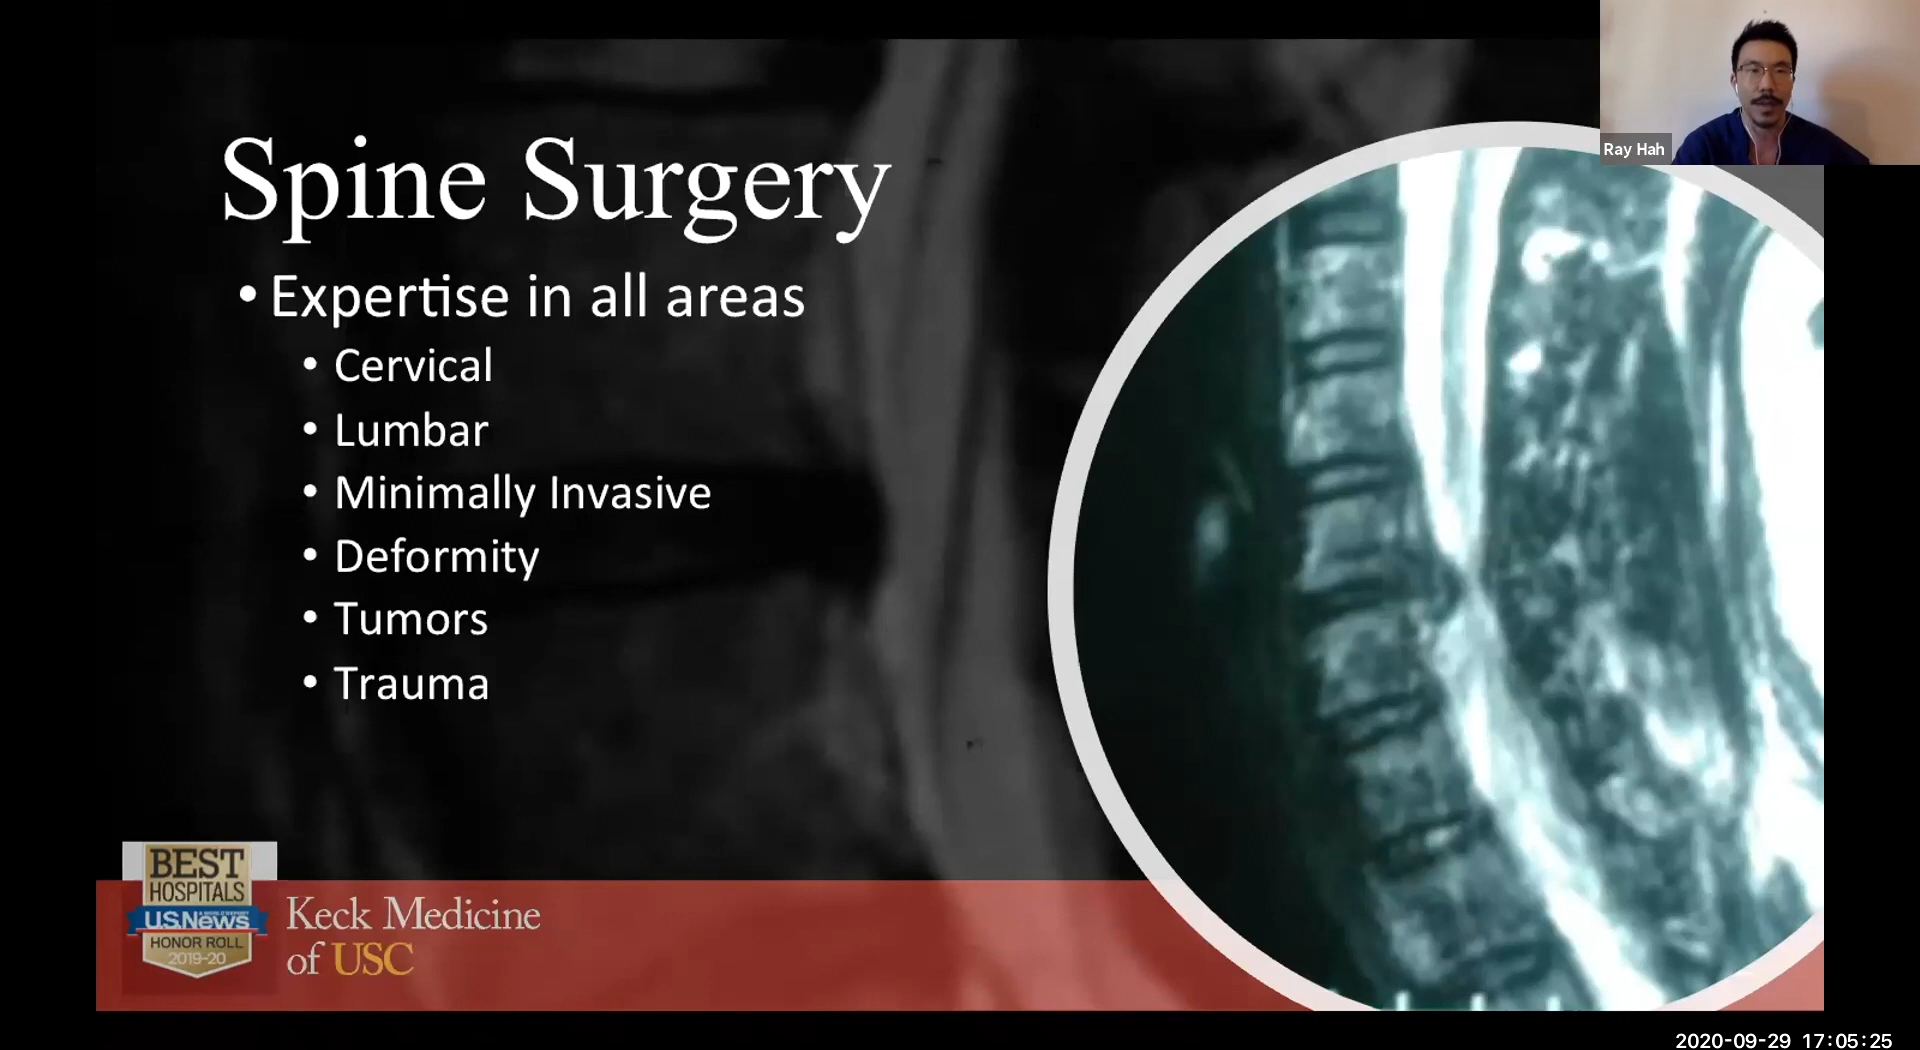 Ray Hah
Spine Surgery
• Expertise in all areas
• Cervical
• Lumbar
• Minimally Invasive
• Deformity
• Tumors
• Trauma
BEST
HOSPITALS
U.S.News
HONOR ROLL
2019-20
Keck Medicine
of USC
2020-09-29 17:05:25